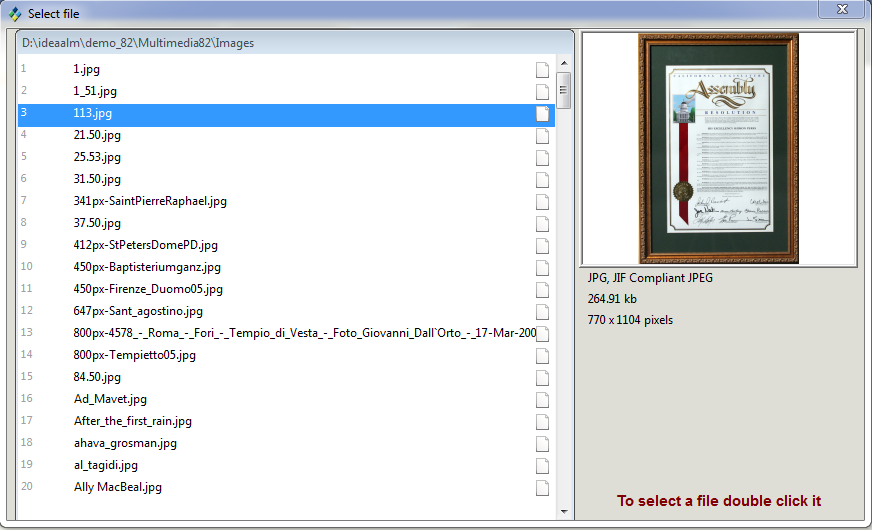 Select file
D:\ideaalm\demo_82\Multimedia82\Images
1 1.jpg
2 1_51.jpg
3 113.jpg
4 21.50.jpg
5 25.53.jpg
6 31.50.jpg
7 341px-SaintPierreRaphael.jpg
8 37.50.jpg
9 412px-StPetersDomePD.jpg
10 450px-Baptisteriumganz.jpg
11 450px-Firenze_Duomo05.jpg
12 647px-Sant_agostino.jpg
13 800px-4578_-_Roma_-_Fori_-_Tempio_di_Vesta_-_Foto_Giovanni_Dall`Orto_-_17-Mar-200
14 800px-Tempietto05.jpg
15 84.50.jpg
16 Ad_Mavet.jpg
17 After_the_first_rain.jpg
18 ahava_grosman.jpg
19 al_tagidi.jpg
20 Ally MacBeal.jpg
CALIFORNIA LEGISLATURE
Assembly
RESOLUTION
JPG, JIF Compliant JPEG
264.91 kb
770 x 1104 pixels
To select a file double click it